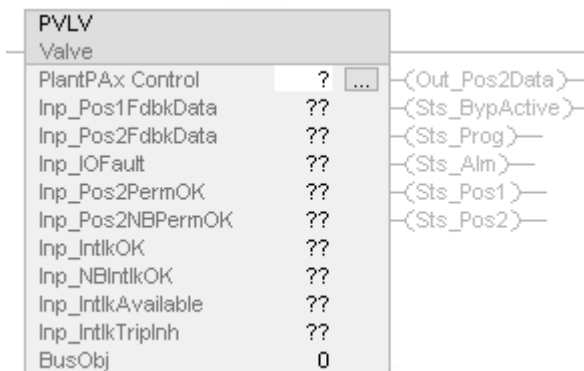 PVLV
Valve
PlantPAx Control ? ... (Out_Pos2Data)
Inp_Pos1FdbkData ?? (Sts_BypActive)
Inp_Pos2FdbkData ?? (Sts_Prog)
Inp_IOFault ?? (Sts_Alm)
Inp_Pos2PermOK ?? (Sts_Pos1)
Inp_Pos2NBPermOK ?? (Sts_Pos2)
Inp_IntlkOK ??
Inp_NBIntlkOK ??
Inp_IntlkAvailable ??
Inp_IntlkTripInh ??
BusObj 0